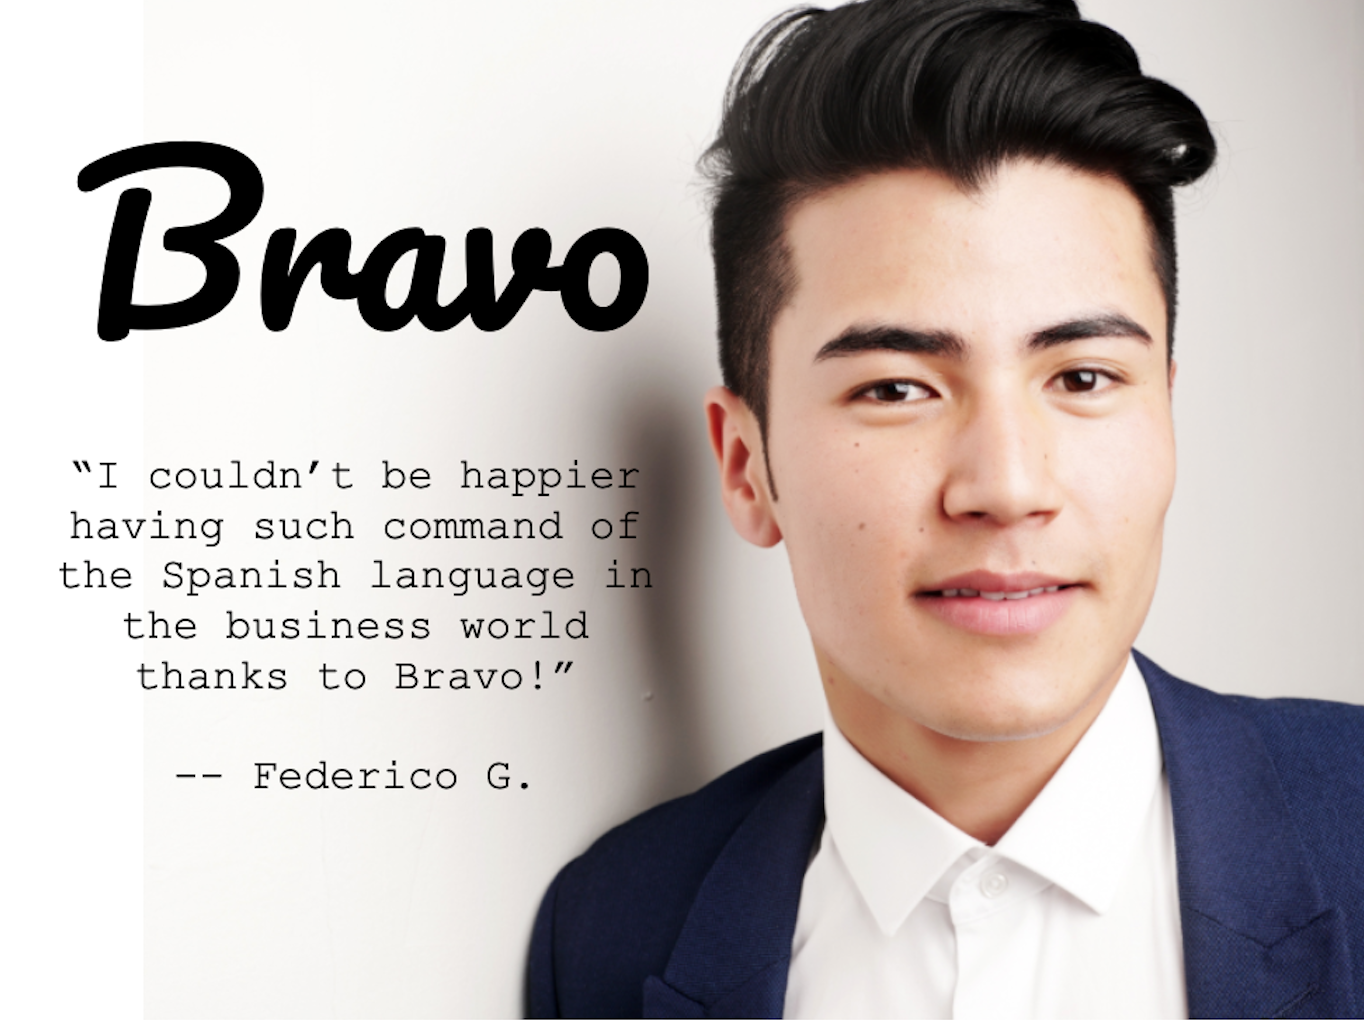 Bravo
“I couldn’t be happier
having such command of
the Spanish language in
the business world
thanks to Bravo!”
-- Federico G.